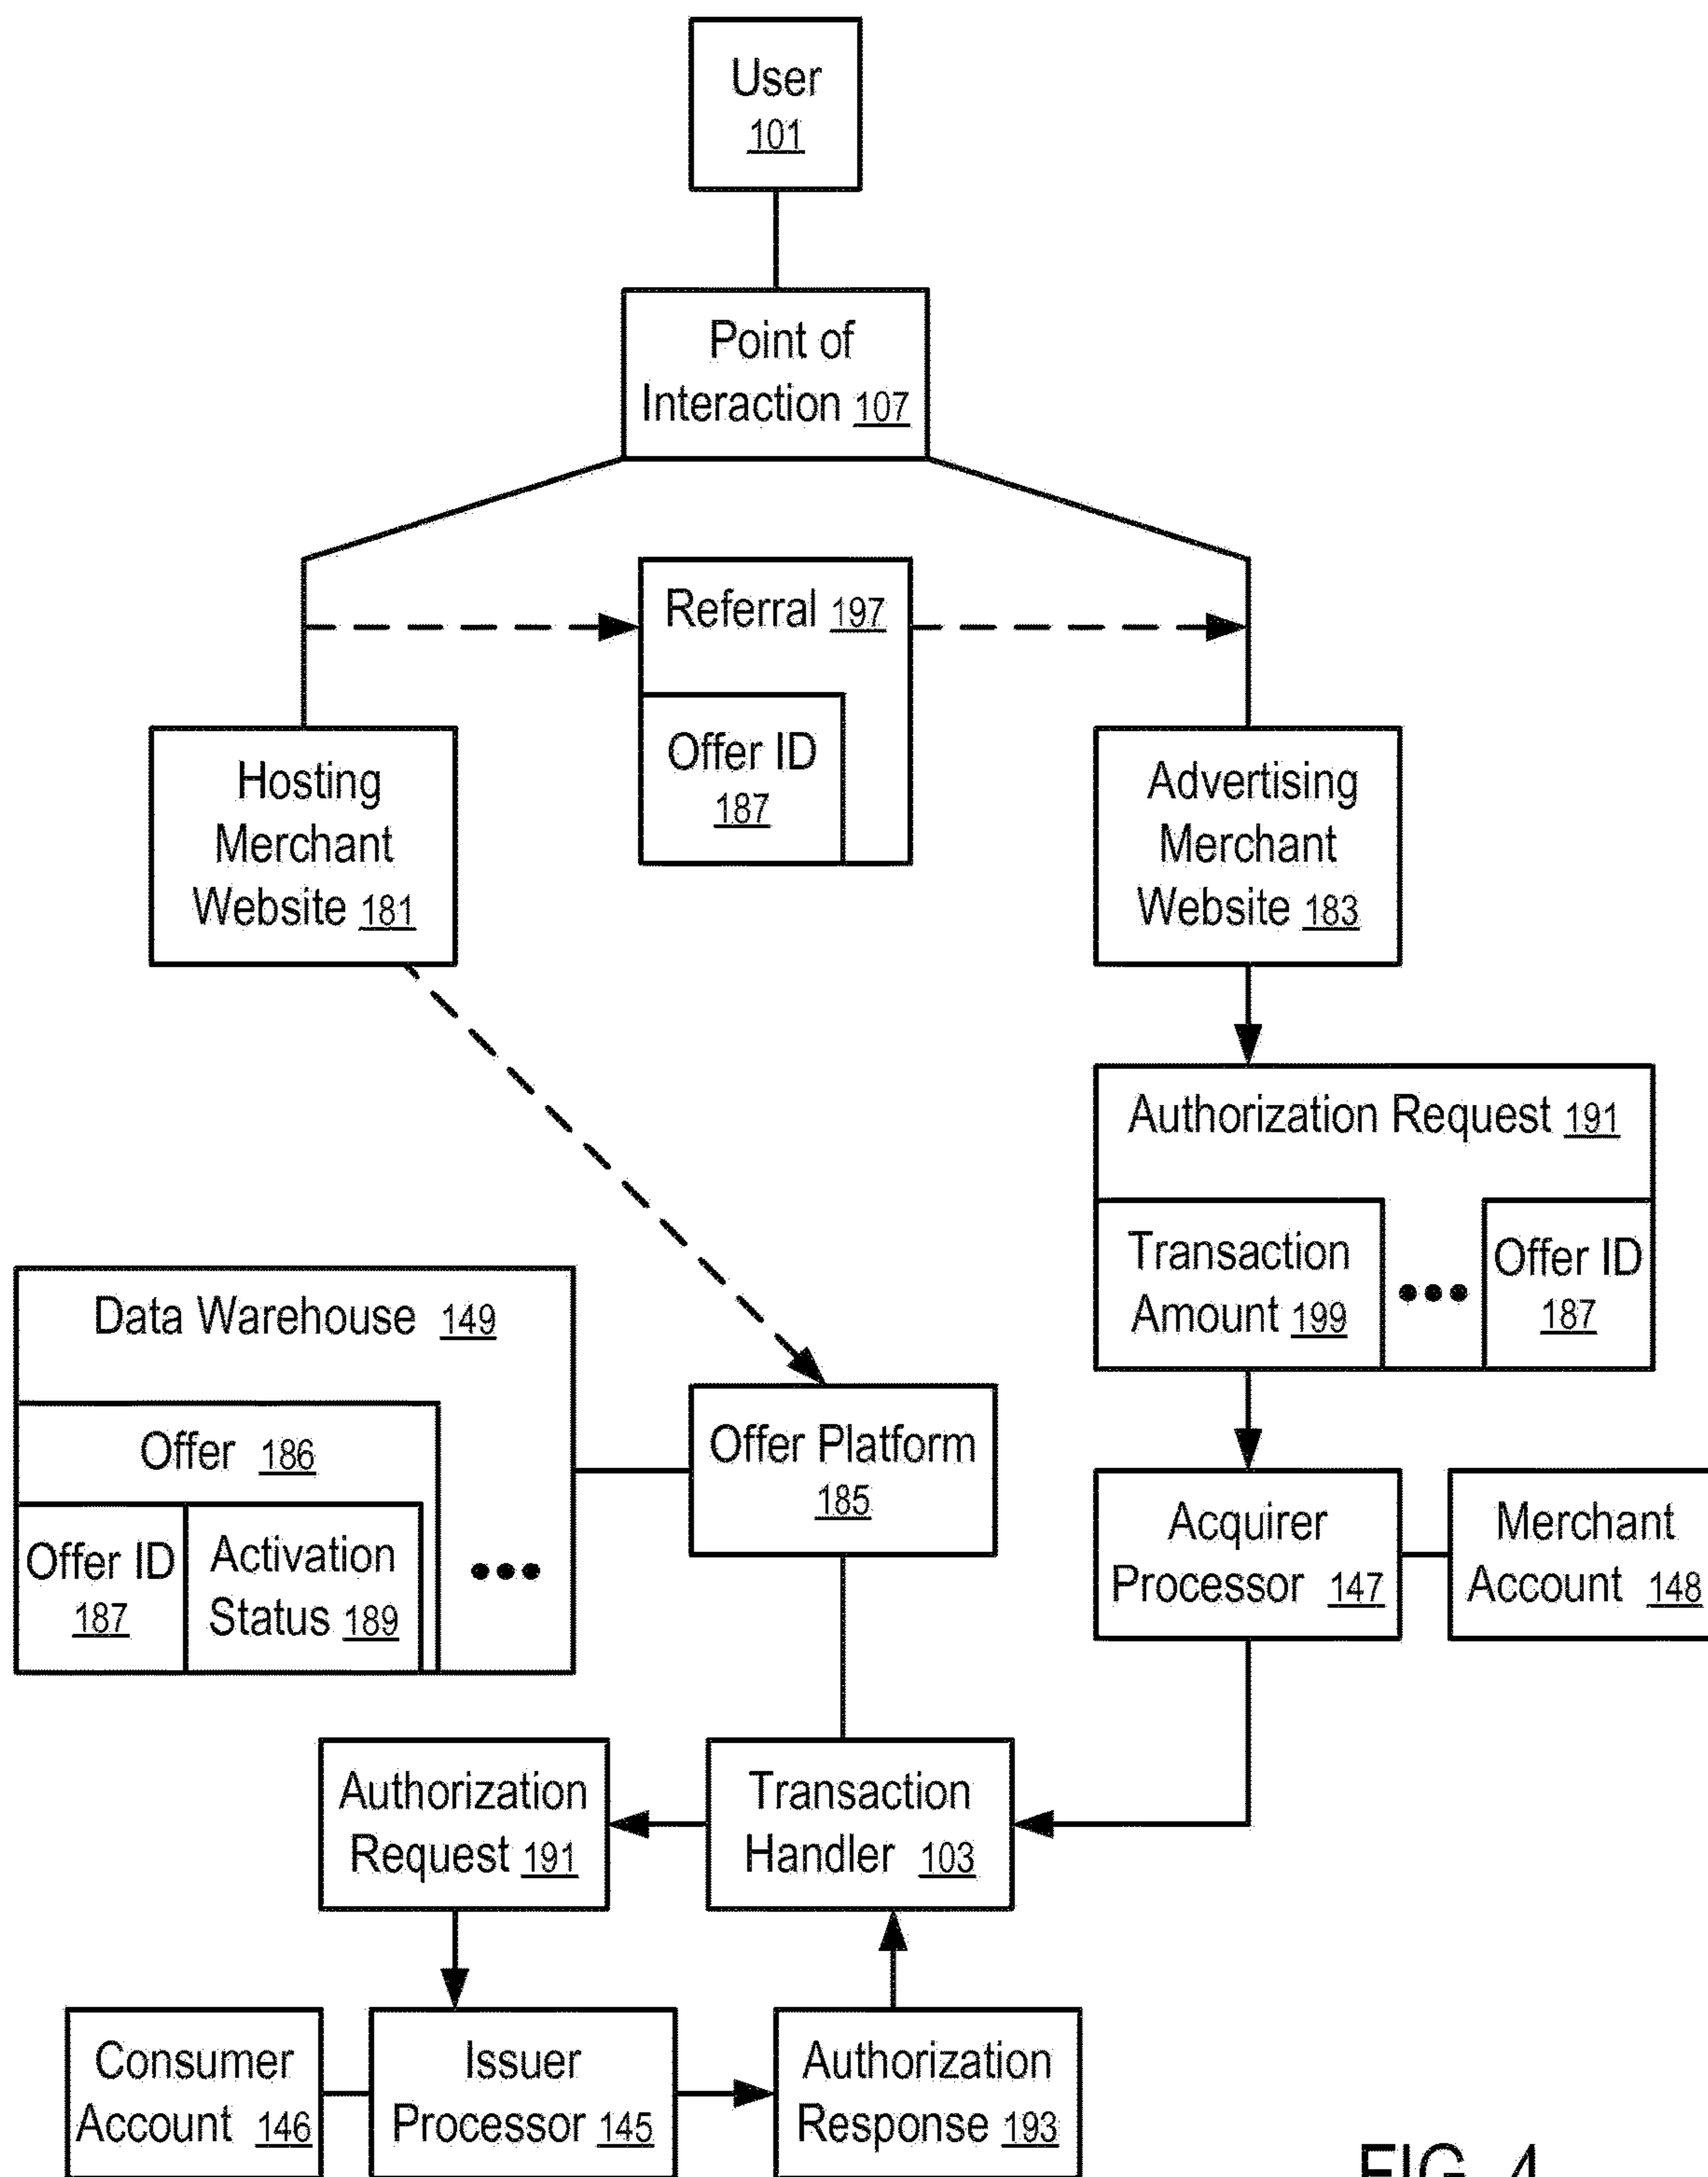 User
101
Point of
Interaction 107
Referral 197
Offer ID
187
Hosting
Merchant
Website 181
Advertising
Merchant
Website 183
Authorization Request 191
Transaction
Amount 199
Offer ID
187
Data Warehouse 149
Offer 186
Offer ID
187
Activation
Status 189
Offer Platform
185
Acquirer
Processor 147
Merchant
Account 148
Authorization
Request 191
Transaction
Handler 103
Consumer
Account 146
Issuer
Processor 145
Authorization
Response 193
FIG. 4